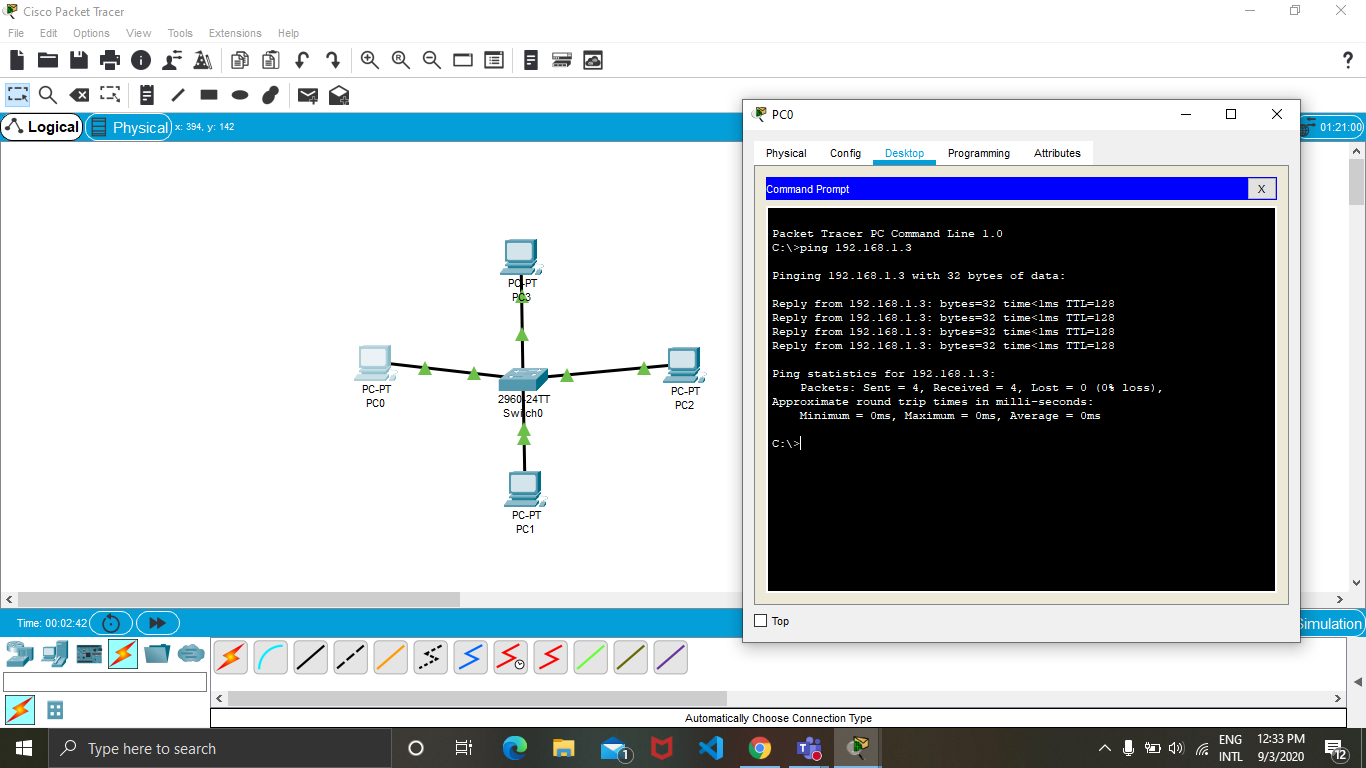 Cisco Packet Tracer
File Edit Options View Tools Extensions Help
?
Logical Physical x: 394, y: 142
01:21:00
PC-PT
PC3
PC-PT
PC0
2960-24TT
Switch0
PC-PT
PC2
PC-PT
PC1
PC0
Physical Config Desktop Programming Attributes
Command Prompt X
Packet Tracer PC Command Line 1.0
C:\>ping 192.168.1.3
Pinging 192.168.1.3 with 32 bytes of data:
Reply from 192.168.1.3: bytes=32 time<1ms TTL=128
Reply from 192.168.1.3: bytes=32 time<1ms TTL=128
Reply from 192.168.1.3: bytes=32 time<1ms TTL=128
Reply from 192.168.1.3: bytes=32 time<1ms TTL=128
Ping statistics for 192.168.1.3:
Packets: Sent = 4, Received = 4, Lost = 0 (0% loss),
Approximate round trip times in milli-seconds:
Minimum = 0ms, Maximum = 0ms, Average = 0ms
C:\>
Top
Time: 00:02:42
Simulation
Automatically Choose Connection Type
Type here to search
1
ENG
INTL
12:33 PM
9/3/2020
12